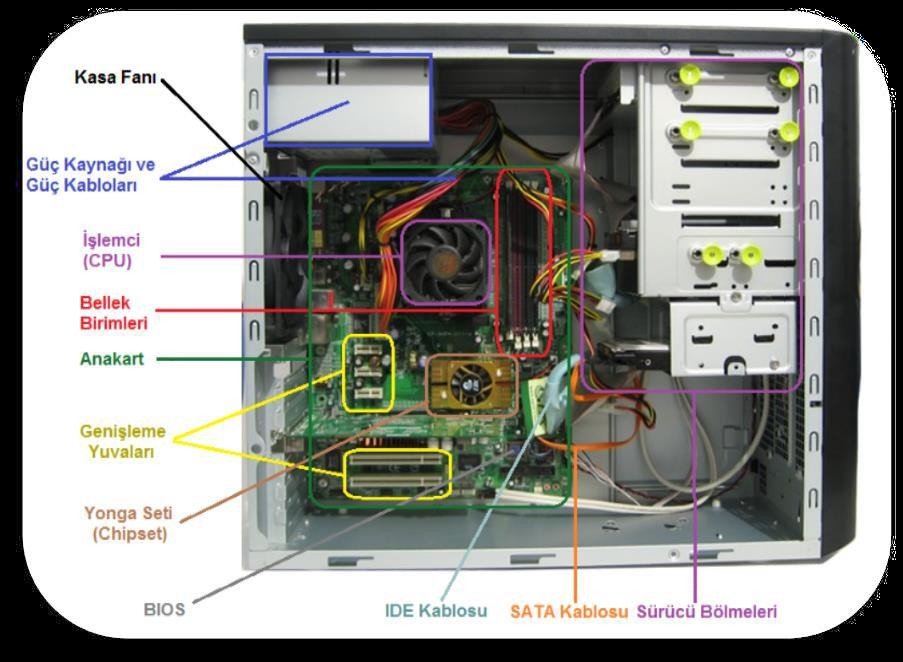 Kasa Fanı
Güç Kaynağı ve
Güç Kabloları
İşlemci
(CPU)
Bellek
Birimleri
Anakart
Genişleme
Yuvaları
Yonga Seti
(Chipset)
BIOS
IDE Kablosu
SATA Kablosu
Sürücü Bölmeleri